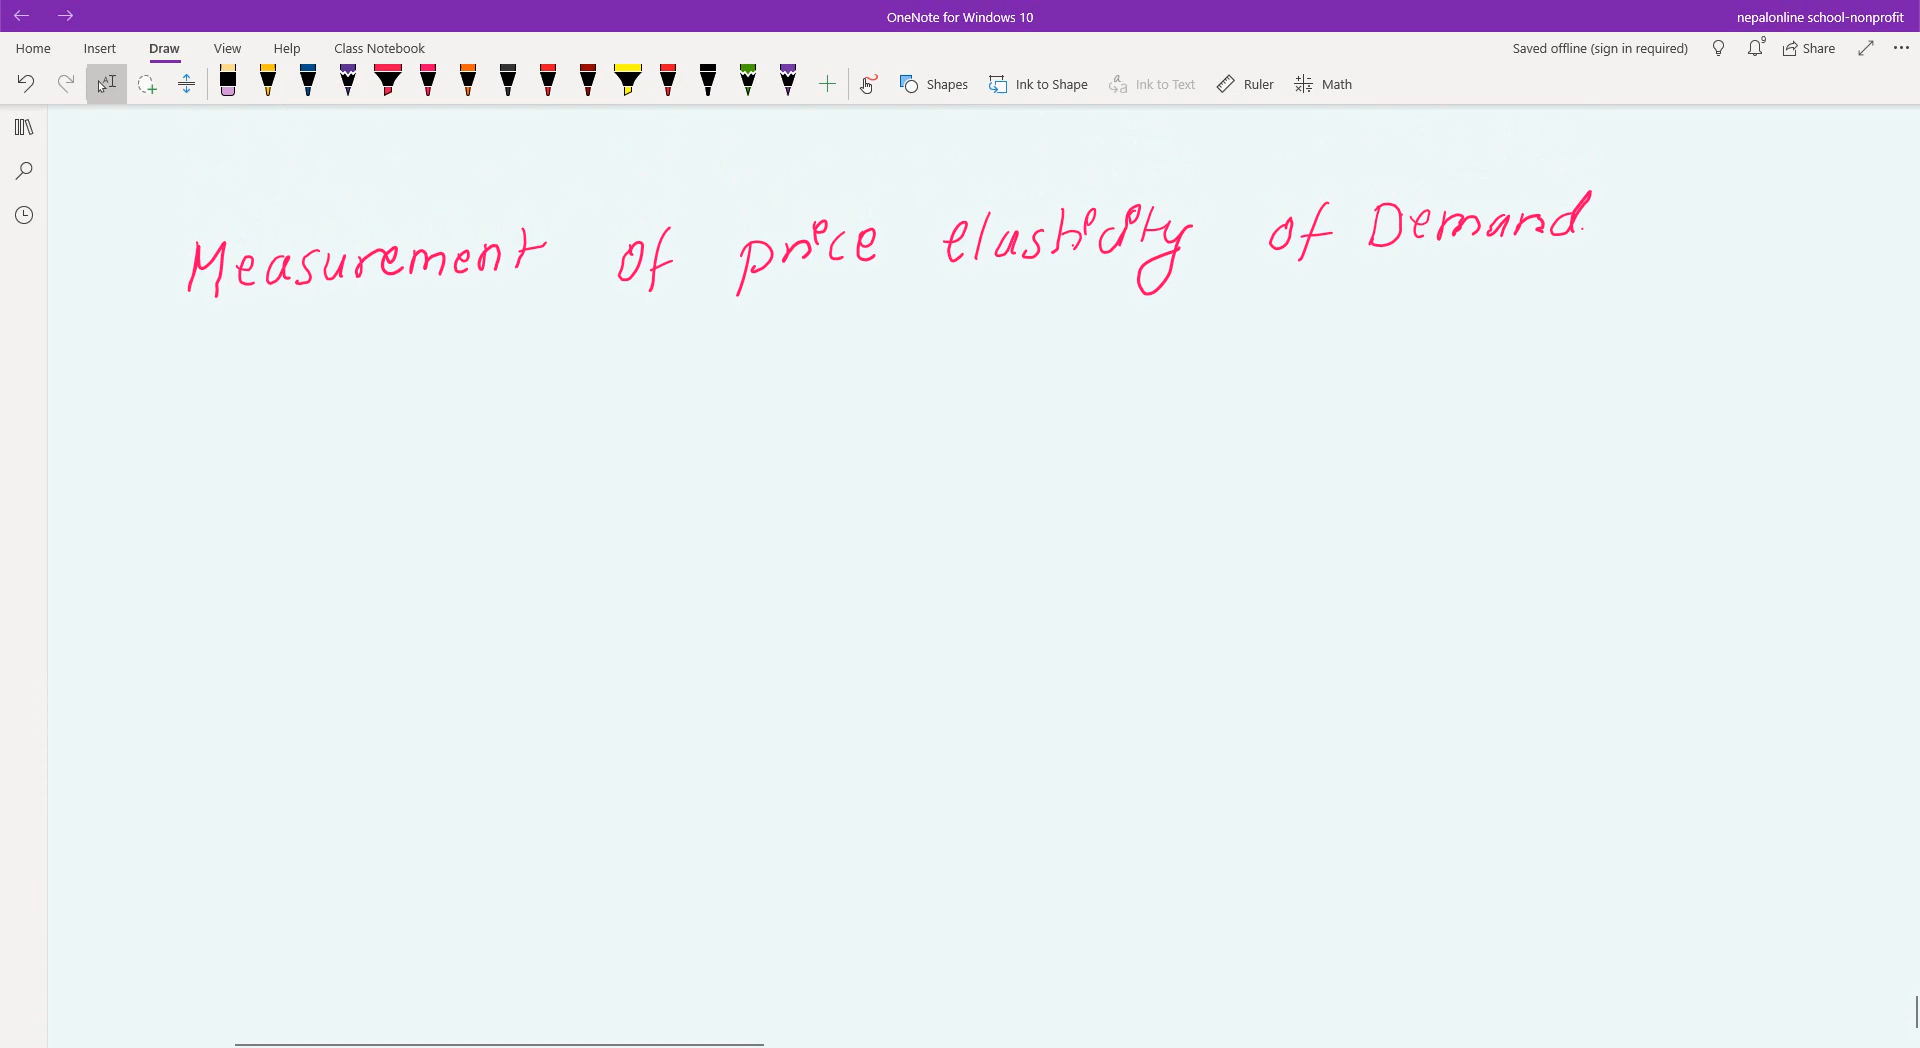 OneNote for Windows 10
nepalonline school-nonprofit
Home Insert Draw View Help Class Notebook
Saved offline (sign in required)
9
Share
Shapes Ink to Shape Ink to Text Ruler Math
Measurement of price elasticity of Demand.